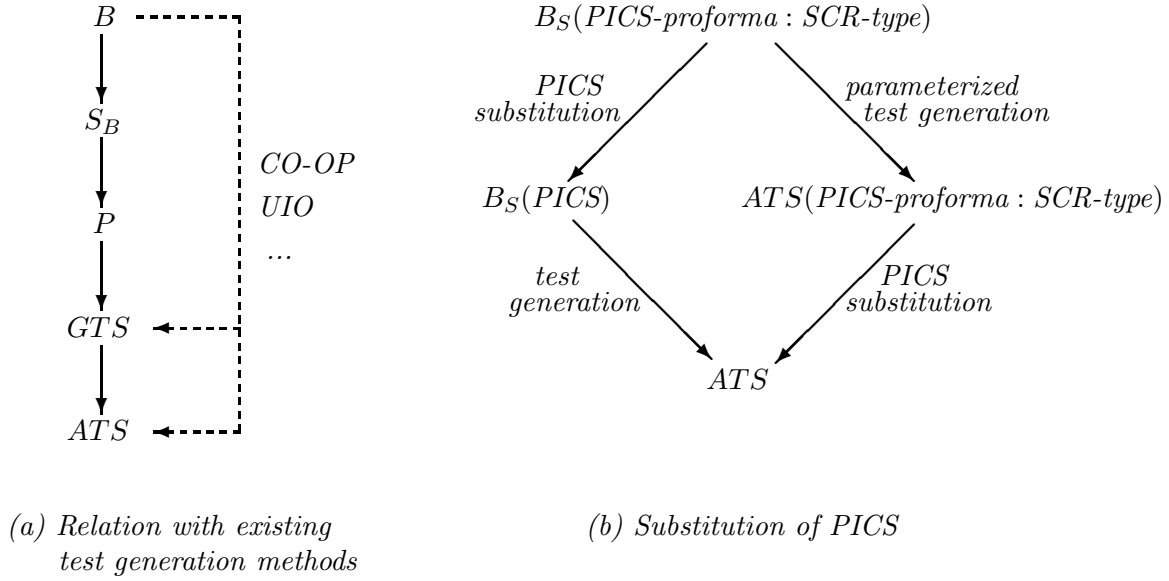 B
S_B
P
GTS
ATS
CO-OP
UIO
...
(a) Relation with existing
test generation methods
B_S(PICS-proforma : SCR-type)
PICS
substitution
parameterized
test generation
B_S(PICS)
ATS(PICS-proforma : SCR-type)
test
generation
PICS
substitution
ATS
(b) Substitution of PICS